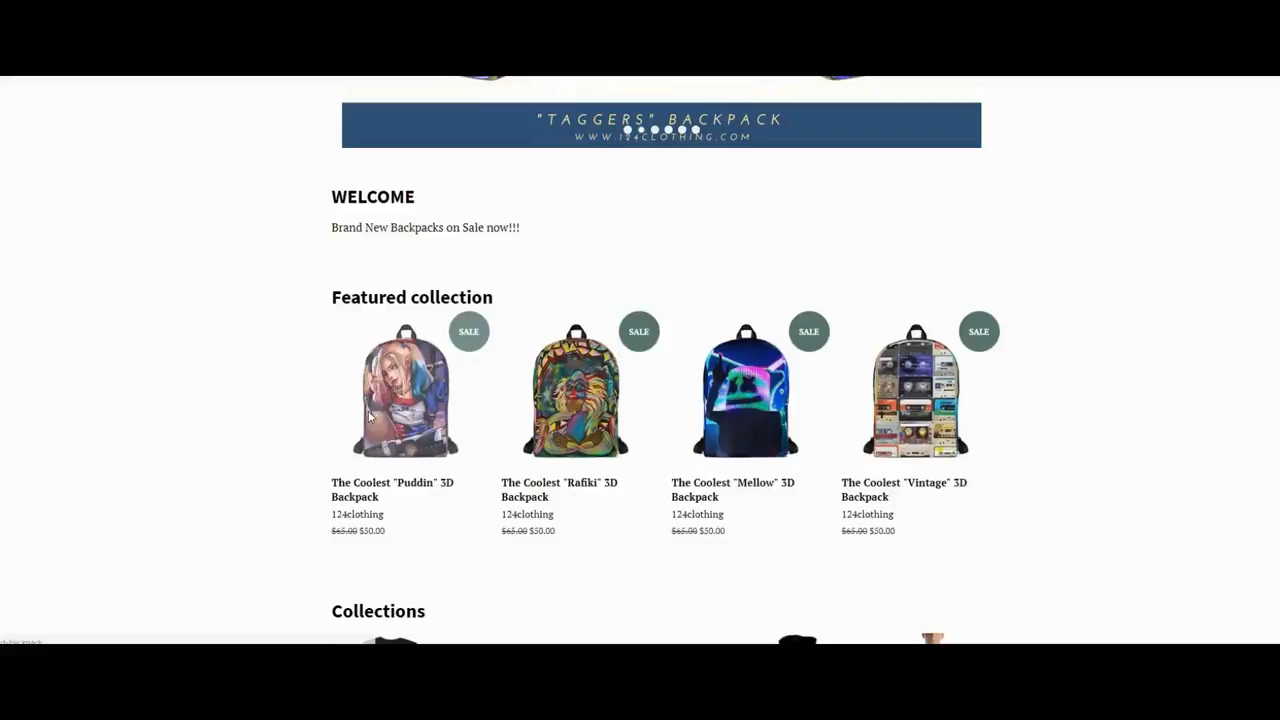 "TAGGERS" BACKPACK
WWW.124CLOTHING.COM
WELCOME
Brand New Backpacks on Sale now!!!
Featured collection
SALE
SALE
SALE
SALE
The Coolest "Puddin" 3D
Backpack
124clothing
$65.00 $50.00
The Coolest "Rafiki" 3D
Backpack
124clothing
$65.00 $50.00
The Coolest "Mellow" 3D
Backpack
124clothing
$65.00 $50.00
The Coolest "Vintage" 3D
Backpack
124clothing
$65.00 $50.00
Collections